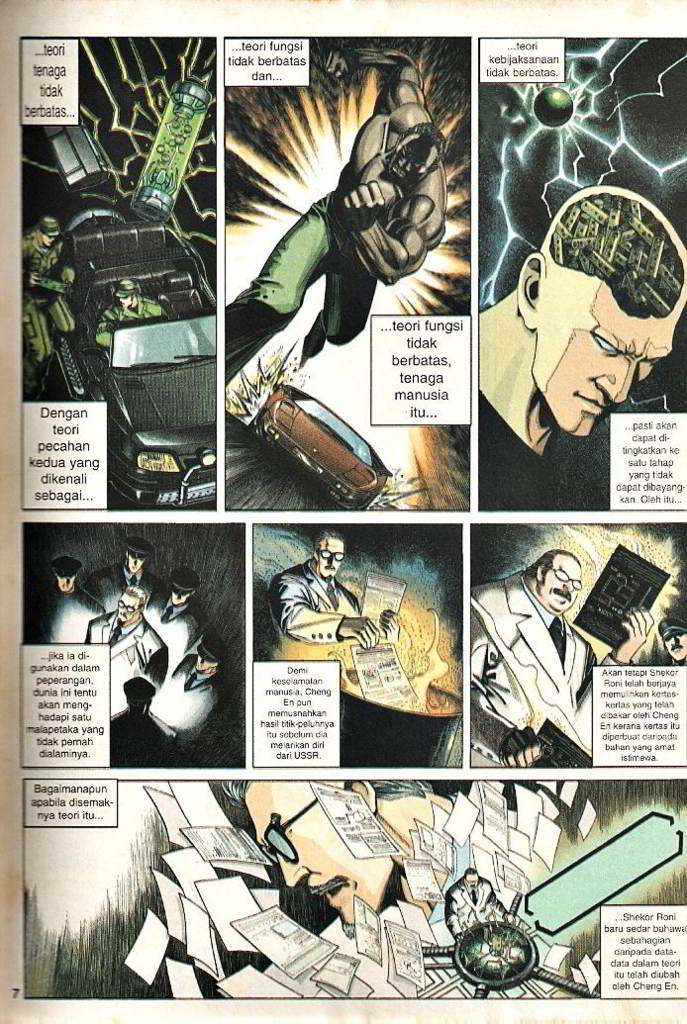 ...teori
tenaga
tidak
berbatas...
Dengan
teori
pecahan
kedua yang
dikenali
sebagai...
...teori fungsi
tidak berbatas
dan...
...teori fungsi
tidak
berbatas,
tenaga
manusia
itu...
...teori
kebijaksanaan
tidak berbatas.
...pasti akan
dapat di-
tingkatkan ke
satu tahap
yang tidak
dapat dibayang-
kan. Oleh itu...
...jika ia di-
gunakan dalam
peperangan,
dunia ini tentu
akan meng-
hadapi satu
malapetaka yang
tidak pernah
dialaminya.
Demi
keselamatan
manusia, Cheng
En pun
memusnahkan
hasil titik-peluhnya
itu sebelum dia
melarikan diri
dari USSR.
Akan tetapi Shekor
Roni telah berjaya
memulihkan kertas-
kertas yang telah
dibakar oleh Cheng
En kerana kertas itu
diperbuat daripada
bahan yang amat
istimewa.
Bagaimanapun
apabila disemak-
nya teori itu...
...Shekor Roni
baru sedar bahawa
sebahagian
daripada data-
data dalam teori
itu telah diubah
oleh Cheng En.
7